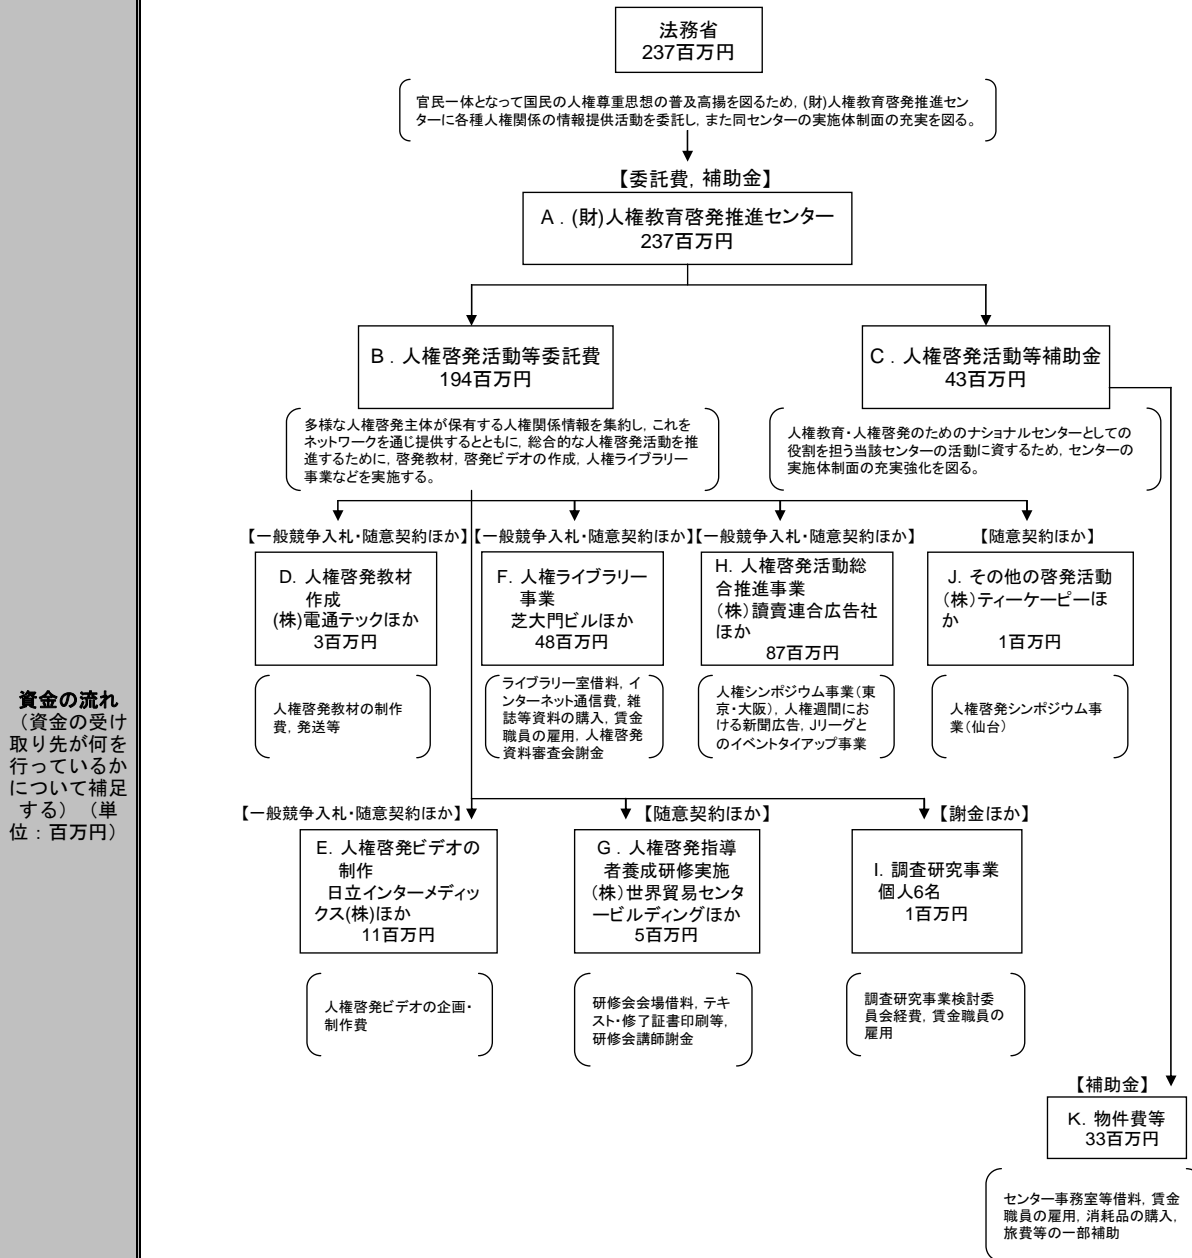 資金の流れ
（資金の受け
取り先が何を
行っているか
について補足
する）（単
位：百万円）
法務省
237百万円
官民一体となって国民の人権尊重思想の普及高揚を図るため，(財)人権教育啓発推進セン
ターに各種人権関係の情報提供活動を委託し，また同センターの実施体制面の充実を図る。
【委託費，補助金】
A．(財)人権教育啓発推進センター
237百万円
B．人権啓発活動等委託費
194百万円
C．人権啓発活動等補助金
43百万円
多様な人権啓発主体が保有する人権関係情報を集約し，これを
ネットワークを通じ提供するとともに，総合的な人権啓発活動を推
進するために，啓発教材，啓発ビデオの作成，人権ライブラリー
事業などを実施する。
人権教育・人権啓発のためのナショナルセンターとしての
役割を担う当該センターの活動に資するため，センターの
実施体制面の充実強化を図る。
【一般競争入札・随意契約ほか】
D．人権啓発教材
作成
(株)電通テックほか
3百万円
人権啓発教材の制作
費，発送等
【一般競争入札・随意契約ほか】
F．人権ライブラリー
事業
芝大門ビルほか
48百万円
ライブラリー室借料，イ
ンターネット通信費，雑
誌等資料の購入，賃金
職員の雇用，人権啓発
資料審査会謝金
【一般競争入札・随意契約ほか】
H．人権啓発活動総
合推進事業
（株）讀賣連合広告社
ほか
87百万円
人権シンポジウム事業（東
京・大阪），人権週間にお
ける新聞広告，Jリーグと
のイベントタイアップ事業
【随意契約ほか】
J．その他の啓発活動
（株）ティーケーピーほ
か
1百万円
人権啓発シンポジウム事
業（仙台）
【一般競争入札・随意契約ほか】
E．人権啓発ビデオの
制作
日立インターメディッ
クス(株)ほか
11百万円
人権啓発ビデオの企画・
制作費
【随意契約ほか】
G．人権啓発指導
者養成研修実施
（株）世界貿易センタ
ービルディングほか
5百万円
研修会会場借料，テキ
スト・修了証書印刷等，
研修会講師謝金
【謝金ほか】
I．調査研究事業
個人6名
1百万円
調査研究事業検討委
員会経費，賃金職員の
雇用
【補助金】
K．物件費等
33百万円
センター事務室等借料，賃金
職員の雇用，消耗品の購入，
旅費等の一部補助